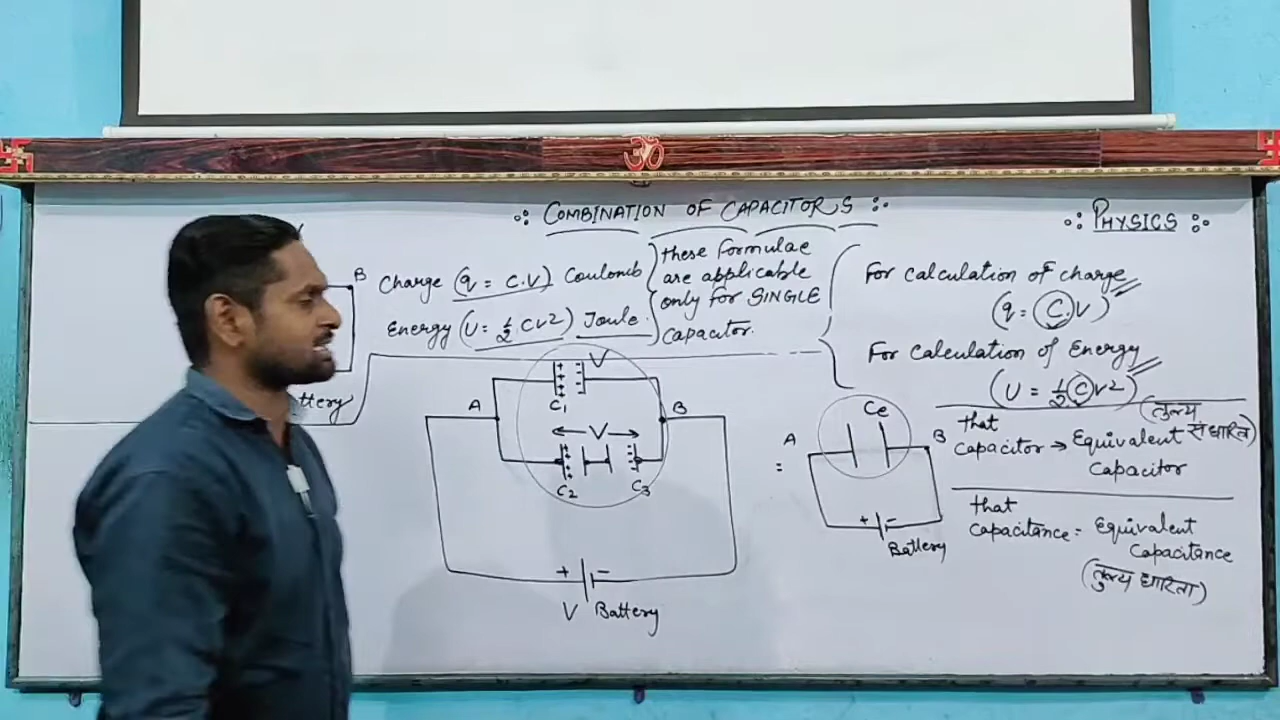 ॐ
∴ COMBINATION OF CAPACITORS ∴
∴ PHYSICS ∴
B
Charge (q = C.V) Coulomb
Energy (U = ½ CV²) Joule
these formulae
are applicable
only for SINGLE
Capacitor.
For calculation of charge
(q = C.V)
For Calculation of Energy
(U = ½ C V²)
ttery
V
+ + + - - -
C₁
A
B
V
+ + + - - -
C₂
C₃
+ -
V Battery
=
Ce
A
B
+ -
Battery
that
Capacitor → Equivalent
Capacitor
(तुल्य
संधारित्र)
that
Capacitance = Equivalent
Capacitance
(तुल्य धारिता)